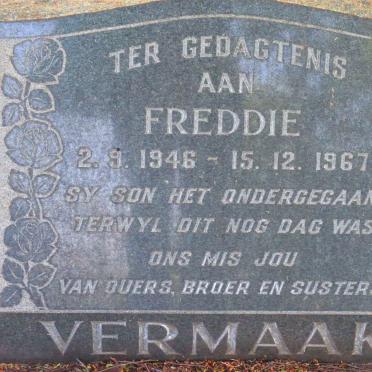 TER GEDAGTENIS
AAN
FREDDIE
2. 9. 1946 - 15. 12. 1967
SY SON HET ONDERGEGAAN
TERWYL DIT NOG DAG WAS
ONS MIS JOU
VAN OUERS, BROER EN SUSTERS
VERMAAK